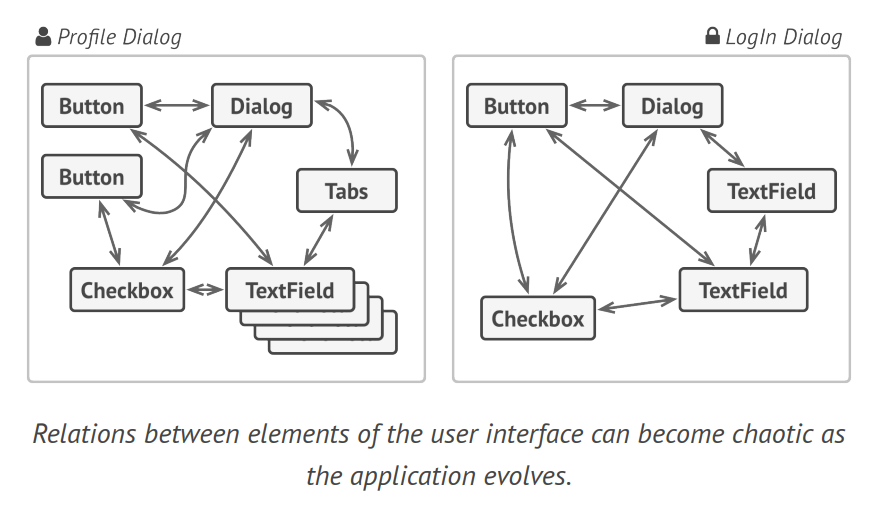 Profile Dialog
Button
Dialog
Button
Tabs
Checkbox
TextField
LogIn Dialog
Button
Dialog
TextField
TextField
Checkbox
Relations between elements of the user interface can become chaotic as
the application evolves.